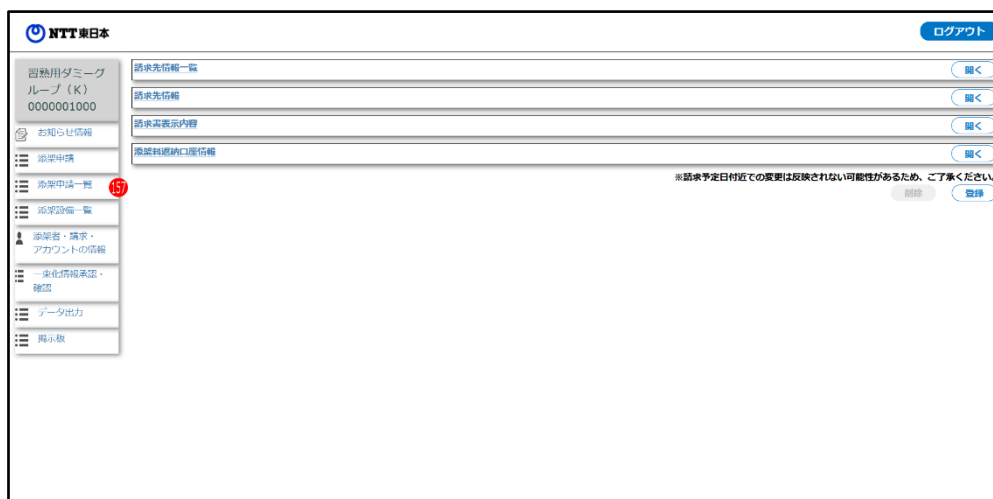 NTT東日本
ログアウト
習熟用ダミーグ
ループ（K）
0000001000
お知らせ情報
添架申請
添架申請一覧
157
添架設備一覧
添架者・請求・
アカウントの情報
一束化情報承認・
確認
データ出力
掲示板
請求先情報一覧
開く
請求先情報
開く
請求書表示内容
開く
添架料返納口座情報
開く
※請求予定日付近での変更は反映されない可能性があるため、ご了承ください。
削除
登録